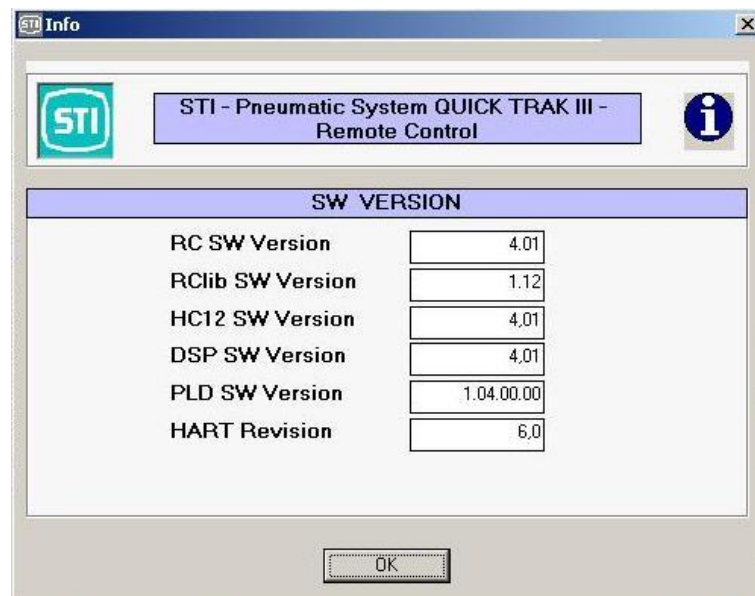 STI Info
STI
STI - Pneumatic System QUICK TRAK III -
Remote Control
i
SW VERSION
RC SW Version 4.01
RClib SW Version 1.12
HC12 SW Version 4,01
DSP SW Version 4,01
PLD SW Version 1.04.00.00
HART Revision 6,0
OK